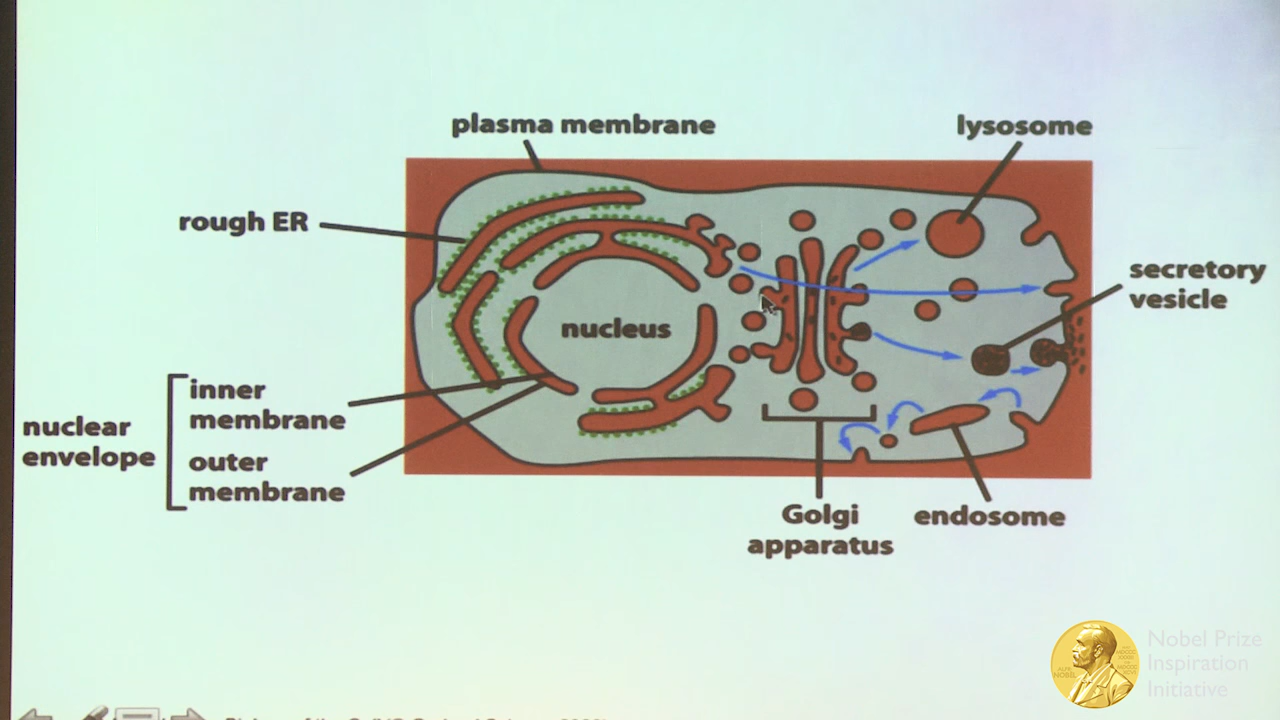 plasma membrane
lysosome
rough ER
secretory
vesicle
nucleus
inner
membrane
nuclear
envelope
outer
membrane
Golgi
apparatus
endosome
Nobel Prize
Inspiration
Initiative